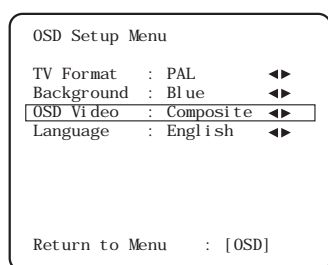 OSD Setup Menu
TV Format : PAL ◄►
Background : Blue ◄►
OSD Video : Composite ◄►
Language : English ◄►
Return to Menu : [OSD]